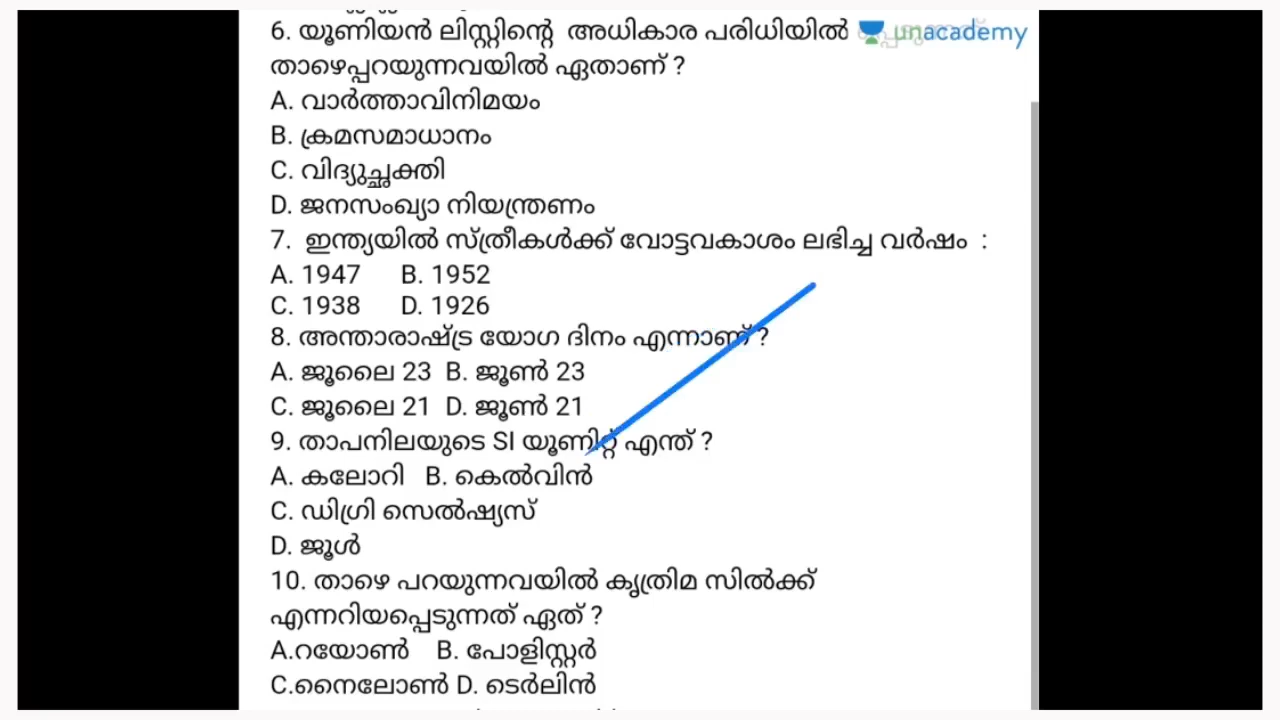 6. യൂണിയൻ ലിസ്റ്റിന്റെ അധികാര പരിധിയിൽ unacademy
താഴെപ്പറയുന്നവയിൽ ഏതാണ് ?
A. വാർത്താവിനിമയം
B. ക്രമസമാധാനം
C. വിദ്യുച്ഛക്തി
D. ജനസംഖ്യാ നിയന്ത്രണം
7. ഇന്ത്യയിൽ സ്ത്രീകൾക്ക് വോട്ടവകാശം ലഭിച്ച വർഷം :
A. 1947 B. 1952
C. 1938 D. 1926
8. അന്താരാഷ്ട്ര യോഗ ദിനം എന്നാണ് ?
A. ജൂലൈ 23 B. ജൂൺ 23
C. ജൂലൈ 21 D. ജൂൺ 21
9. താപനിലയുടെ SI യൂണിറ്റ് എന്ത് ?
A. കലോറി B. കെൽവിൻ
C. ഡിഗ്രി സെൽഷ്യസ്
D. ജൂൾ
10. താഴെ പറയുന്നവയിൽ കൃത്രിമ സിൽക്ക്
എന്നറിയപ്പെടുന്നത് ഏത് ?
A.റയോൺ B. പോളിസ്റ്റർ
C.നൈലോൺ D. ടെർലിൻ